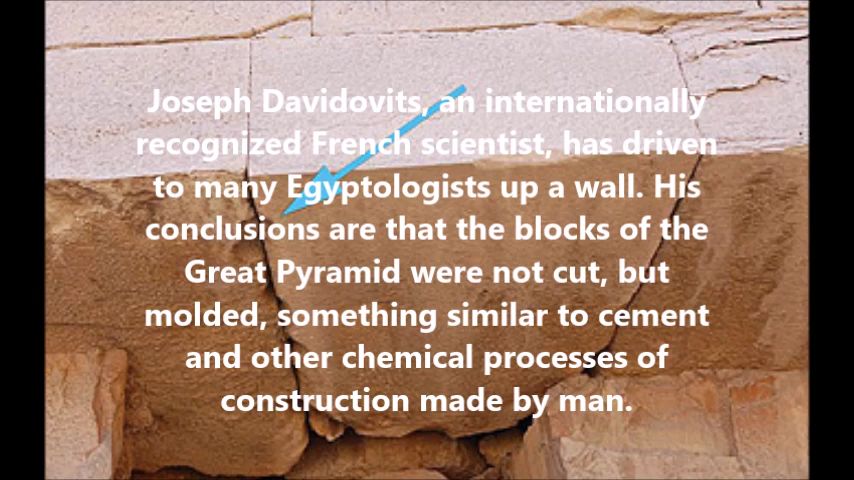 Joseph Davidovits, an internationally
recognized French scientist, has driven
to many Egyptologists up a wall. His
conclusions are that the blocks of the
Great Pyramid were not cut, but
molded, something similar to cement
and other chemical processes of
construction made by man.